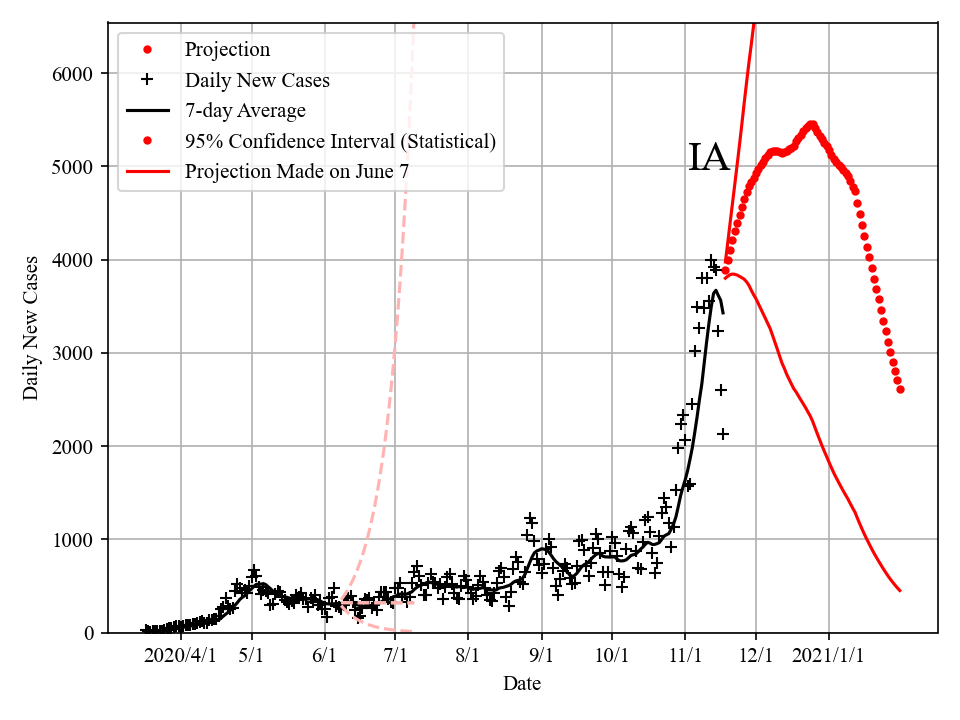 Projection
Daily New Cases
7-day Average
95% Confidence Interval (Statistical)
Projection Made on June 7
IA
6000
5000
4000
3000
2000
1000
0
Daily New Cases
2020/4/1 5/1 6/1 7/1 8/1 9/1 10/1 11/1 12/1 2021/1/1
Date